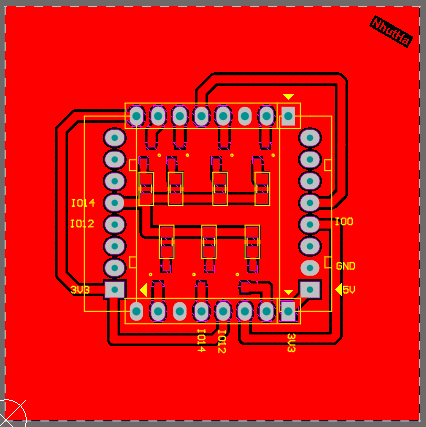 NhutHa
IO14
IO0
IO12
GND
3V3
5V
IO14
IO12
3V3